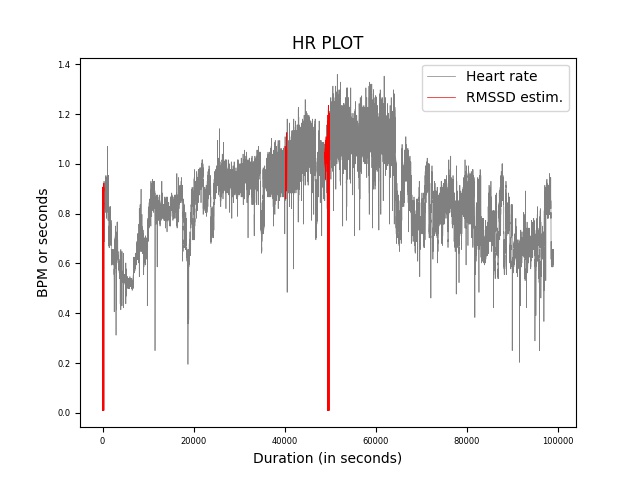 HR PLOT
Heart rate
RMSSD estim.
BPM or seconds
1.4
1.2
1.0
0.8
0.6
0.4
0.2
0.0
0 20000 40000 60000 80000 100000
Duration (in seconds)